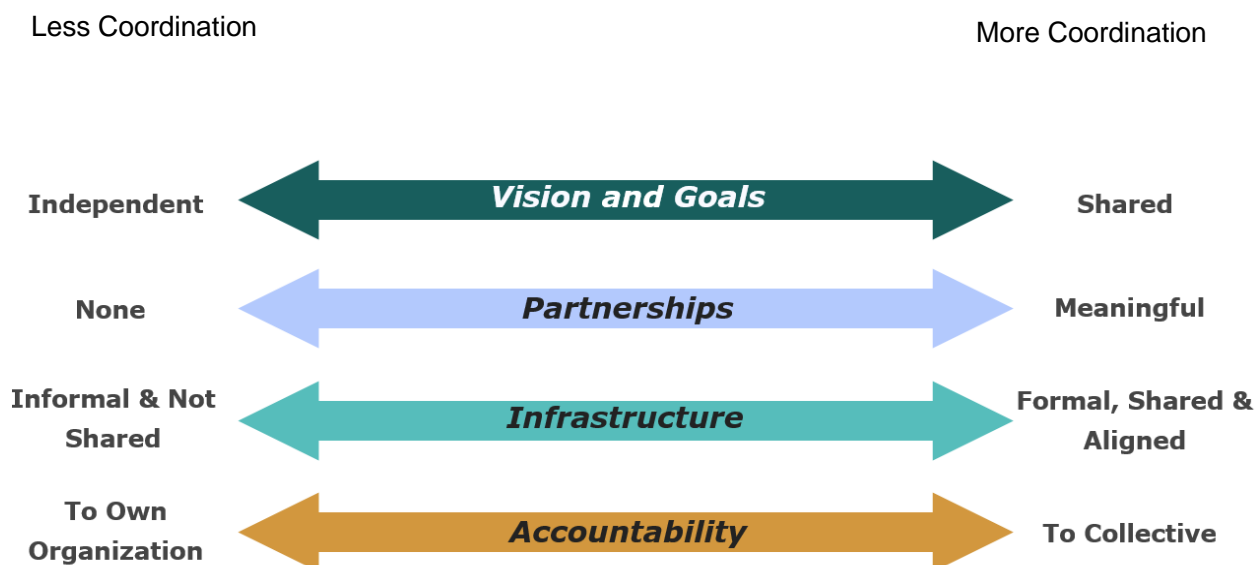 Less Coordination
More Coordination
Independent
Vision and Goals
Shared
None
Partnerships
Meaningful
Informal & Not
Shared
Infrastructure
Formal, Shared &
Aligned
To Own
Organization
Accountability
To Collective